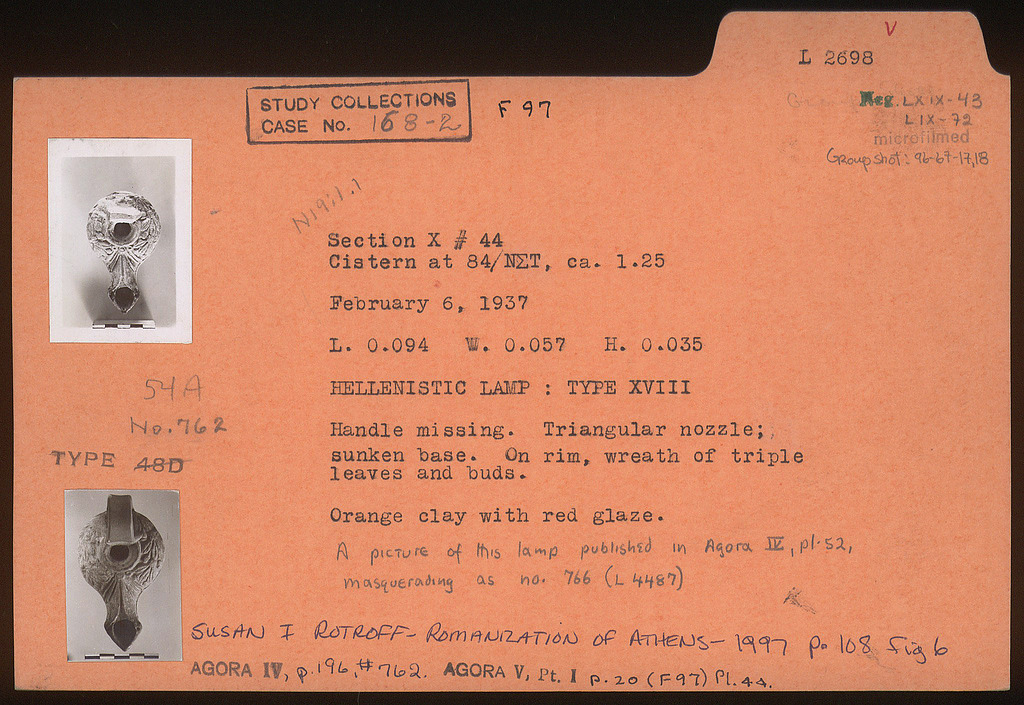 V
L 2698
STUDY COLLECTIONS
CASE No. 168-2
F 97
Neg. LXIX-43
LIX-72
microfilmed
Group shot: 96-67-17,18
Section X # 44
Cistern at 84/ΝΣΤ, ca. 1.25
February 6, 1937
L. 0.094 W. 0.057 H. 0.035
HELLENISTIC LAMP : TYPE XVIII
54A
No. 762
TYPE 48D
Handle missing. Triangular nozzle;
sunken base. On rim, wreath of triple
leaves and buds.
Orange clay with red glaze.
A picture of this lamp published in Agora IV, pl. 52,
masquerading as no. 766 (L 4487)
SUSAN I ROTROFF - ROMANIZATION OF ATHENS - 1997 p. 108 Fig 6
AGORA IV, p. 196, #762. AGORA V, Pt. I p. 20 (F97) Pl. 44.